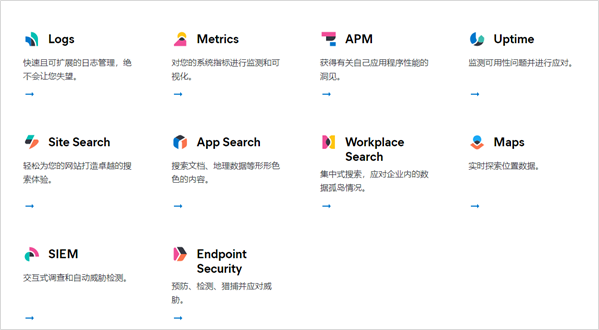 Logs
快速且可扩展的日志管理，绝
不会让您失望。
→
Metrics
对您的系统指标进行监测和可
视化。
→
APM
获得有关自己应用程序性能的
洞见。
→
Uptime
监测可用性问题并进行应对。
→
Site Search
轻松为您的网站打造卓越的搜
索体验。
→
App Search
搜索文档、地理数据等形形色
色的内容。
→
Workplace
Search
集中式搜索，应对企业内的数
据孤岛情况。
→
Maps
实时探索位置数据。
→
SIEM
交互式调查和自动威胁检测。
→
Endpoint
Security
预防、检测、猎捕并应对威
胁。
→